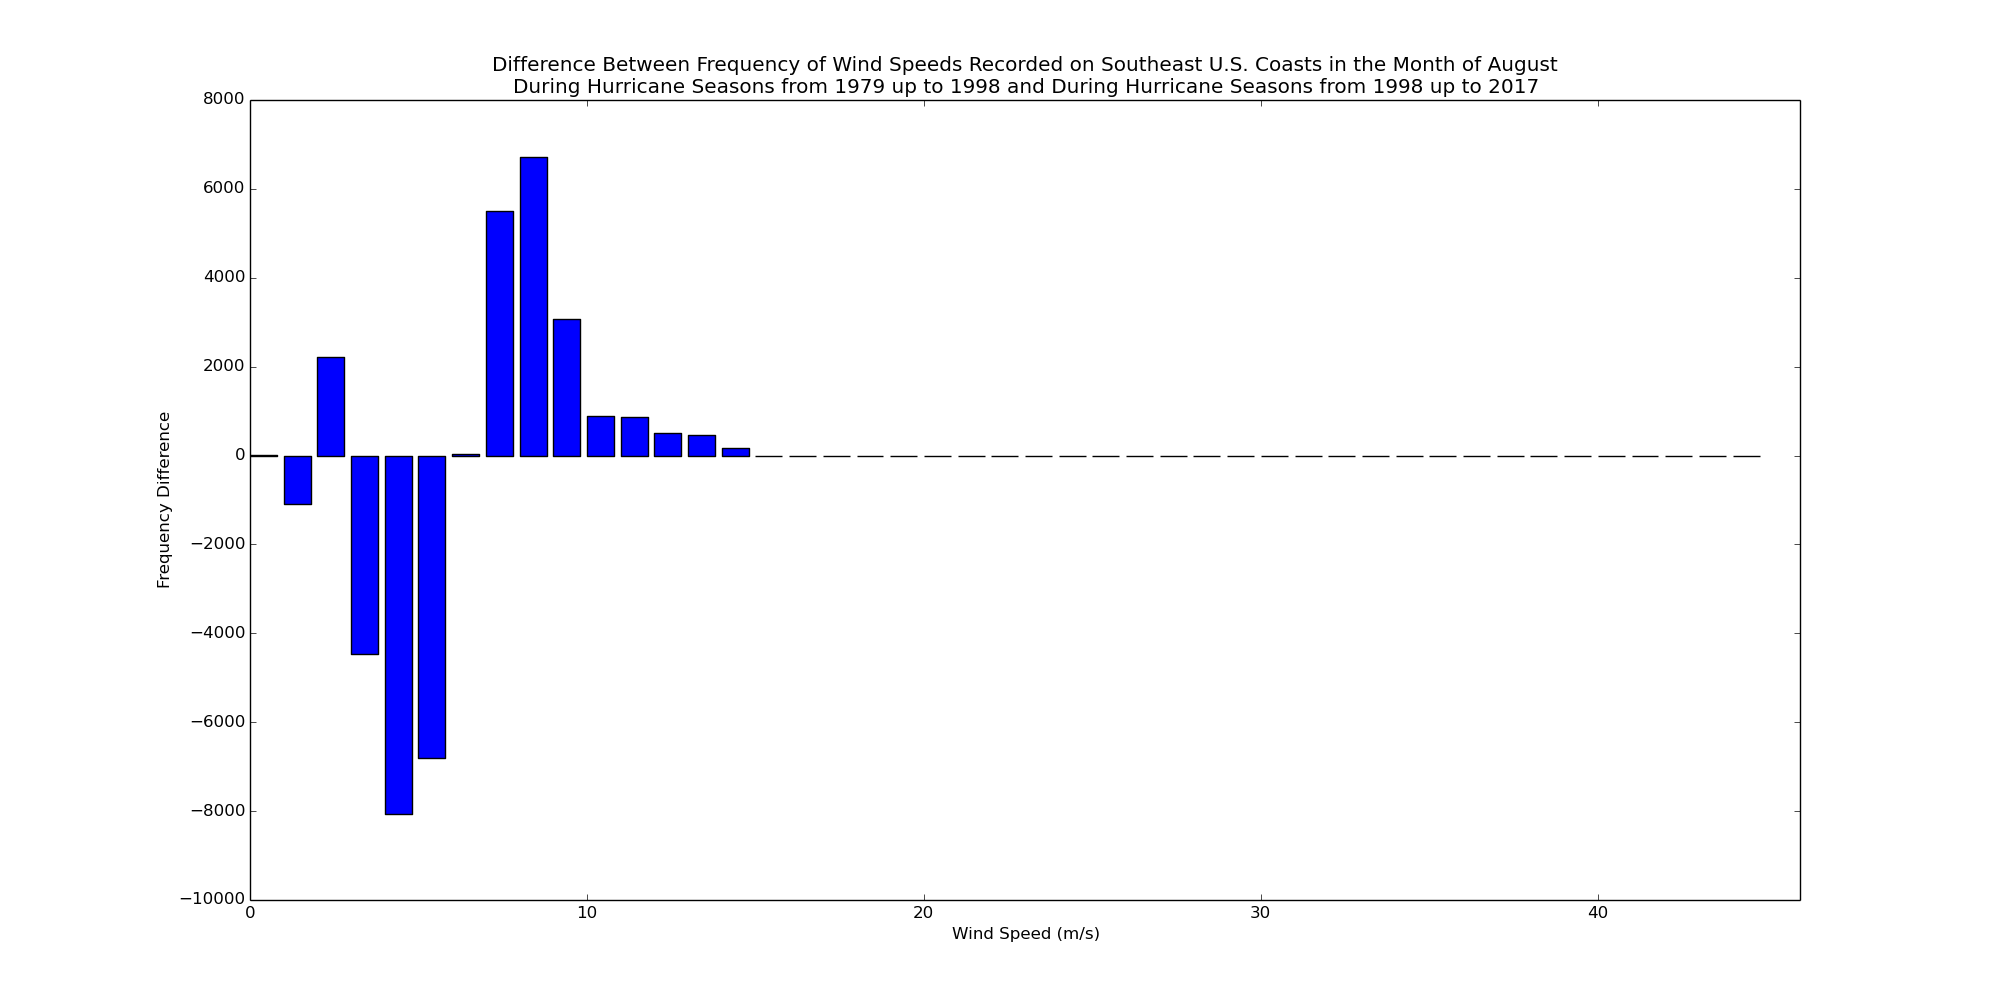 Difference Between Frequency of Wind Speeds Recorded on Southeast U.S. Coasts in the Month of August
During Hurricane Seasons from 1979 up to 1998 and During Hurricane Seasons from 1998 up to 2017
8000
6000
4000
2000
0
−2000
−4000
−6000
−8000
−10000
Frequency Difference
0 10 20 30 40
Wind Speed (m/s)